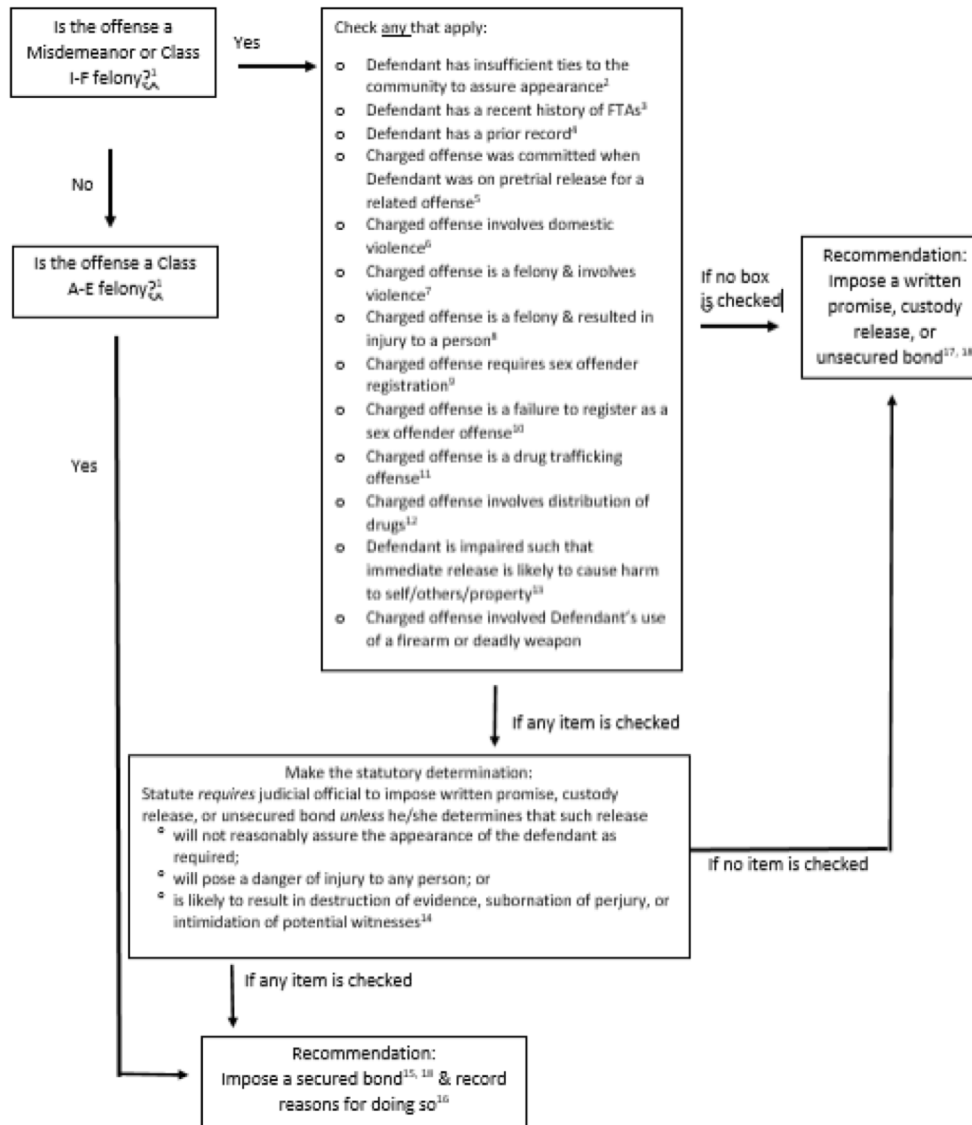 Is the offense a
Misdemeanor or Class
I-F felony?¹
Yes
No
Is the offense a Class
A-E felony?¹
Yes
Check any that apply:
o Defendant has insufficient ties to the
community to assure appearance²
o Defendant has a recent history of FTAs³
o Defendant has a prior record⁴
o Charged offense was committed when
Defendant was on pretrial release for a
related offense⁵
o Charged offense involves domestic
violence⁶
o Charged offense is a felony & involves
violence⁷
o Charged offense is a felony & resulted in
injury to a person⁸
o Charged offense requires sex offender
registration⁹
o Charged offense is a failure to register as a
sex offender offense¹⁰
o Charged offense is a drug trafficking
offense¹¹
o Charged offense involves distribution of
drugs¹²
o Defendant is impaired such that
immediate release is likely to cause harm
to self/others/property¹³
o Charged offense involved Defendant's use
of a firearm or deadly weapon
If no box
is checked
Recommendation:
Impose a written
promise, custody
release, or
unsecured bond¹⁷, ¹⁸
If any item is checked
Make the statutory determination:
Statute requires judicial official to impose written promise, custody
release, or unsecured bond unless he/she determines that such release
° will not reasonably assure the appearance of the defendant as
required;
° will pose a danger of injury to any person; or
° is likely to result in destruction of evidence, subornation of perjury, or
intimidation of potential witnesses¹⁴
If no item is checked
If any item is checked
Recommendation:
Impose a secured bond¹⁵, ¹⁸ & record
reasons for doing so¹⁶